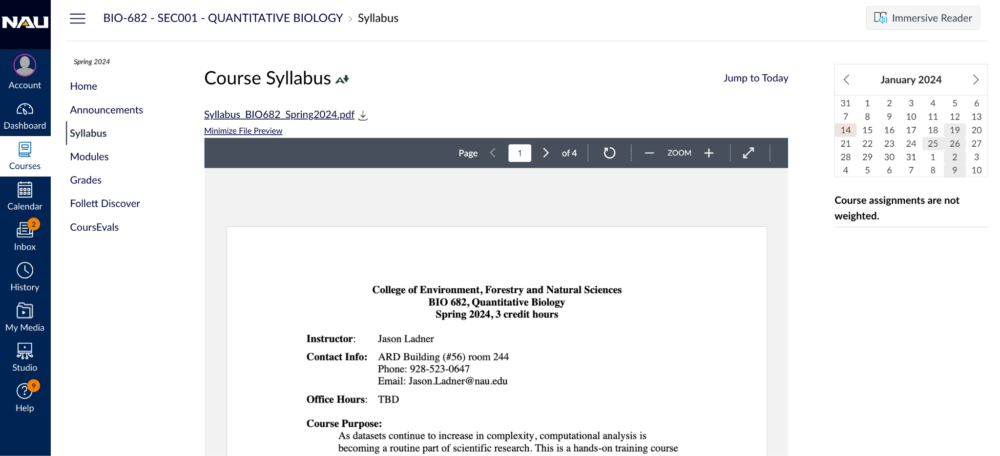 NAU
BIO-682 - SEC001 - QUANTITATIVE BIOLOGY > Syllabus
Immersive Reader
Account
Dashboard
Courses
Calendar
2
Inbox
History
My Media
Studio
9
Help
Spring 2024
Home
Announcements
Syllabus
Modules
Grades
Follett Discover
CoursEvals
Course Syllabus
Jump to Today
Syllabus_BIO682_Spring2024.pdf
Minimize File Preview
Page 1 of 4 ZOOM
College of Environment, Forestry and Natural Sciences
BIO 682, Quantitative Biology
Spring 2024, 3 credit hours
Instructor: Jason Ladner
Contact Info: ARD Building (#56) room 244
Phone: 928-523-0647
Email: Jason.Ladner@nau.edu
Office Hours: TBD
Course Purpose:
As datasets continue to increase in complexity, computational analysis is
becoming a routine part of scientific research. This is a hands-on training course
January 2024
31 1 2 3 4 5 6
7 8 9 10 11 12 13
14 15 16 17 18 19 20
21 22 23 24 25 26 27
28 29 30 31 1 2 3
4 5 6 7 8 9 10
Course assignments are not
weighted.